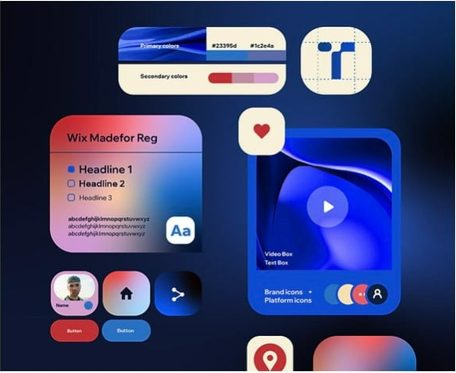 Primary colors #23395d #1c2e4a
Secondary colors
T
Wix Madefor Reg
Headline 1
Headline 2
Headline 3
abcdefghijklmnopqrstuvwxyz
abcdefghijklmnopqrstuvwxyz
abcdefghijklmnopqrstuvwxyz
Aa
Video Box
Text Box
Brand icons +
Platform icons
Name
Button Button